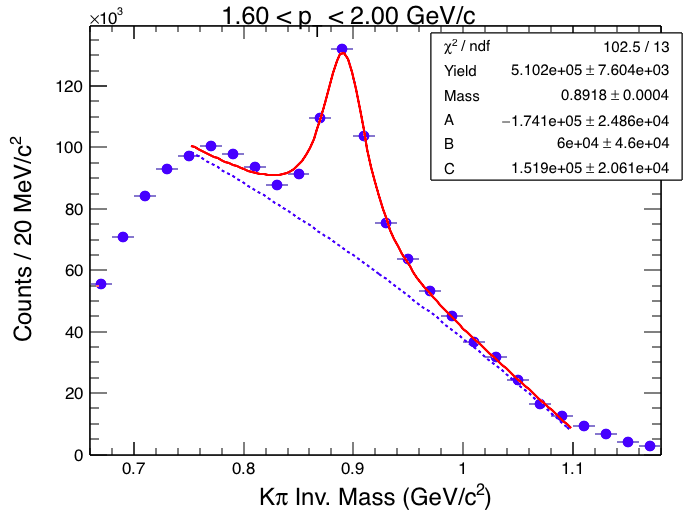 1.60 < p < 2.00 GeV/c
×10³
χ² / ndf 102.5 / 13
Yield 5.102e+05 ± 7.604e+03
Mass 0.8918 ± 0.0004
A −1.741e+05 ± 2.486e+04
B 6e+04 ± 4.6e+04
C 1.519e+05 ± 2.061e+04
120
100
80
60
40
20
0
Counts / 20 MeV/c²
0.7 0.8 0.9 1 1.1
Kπ Inv. Mass (GeV/c²)